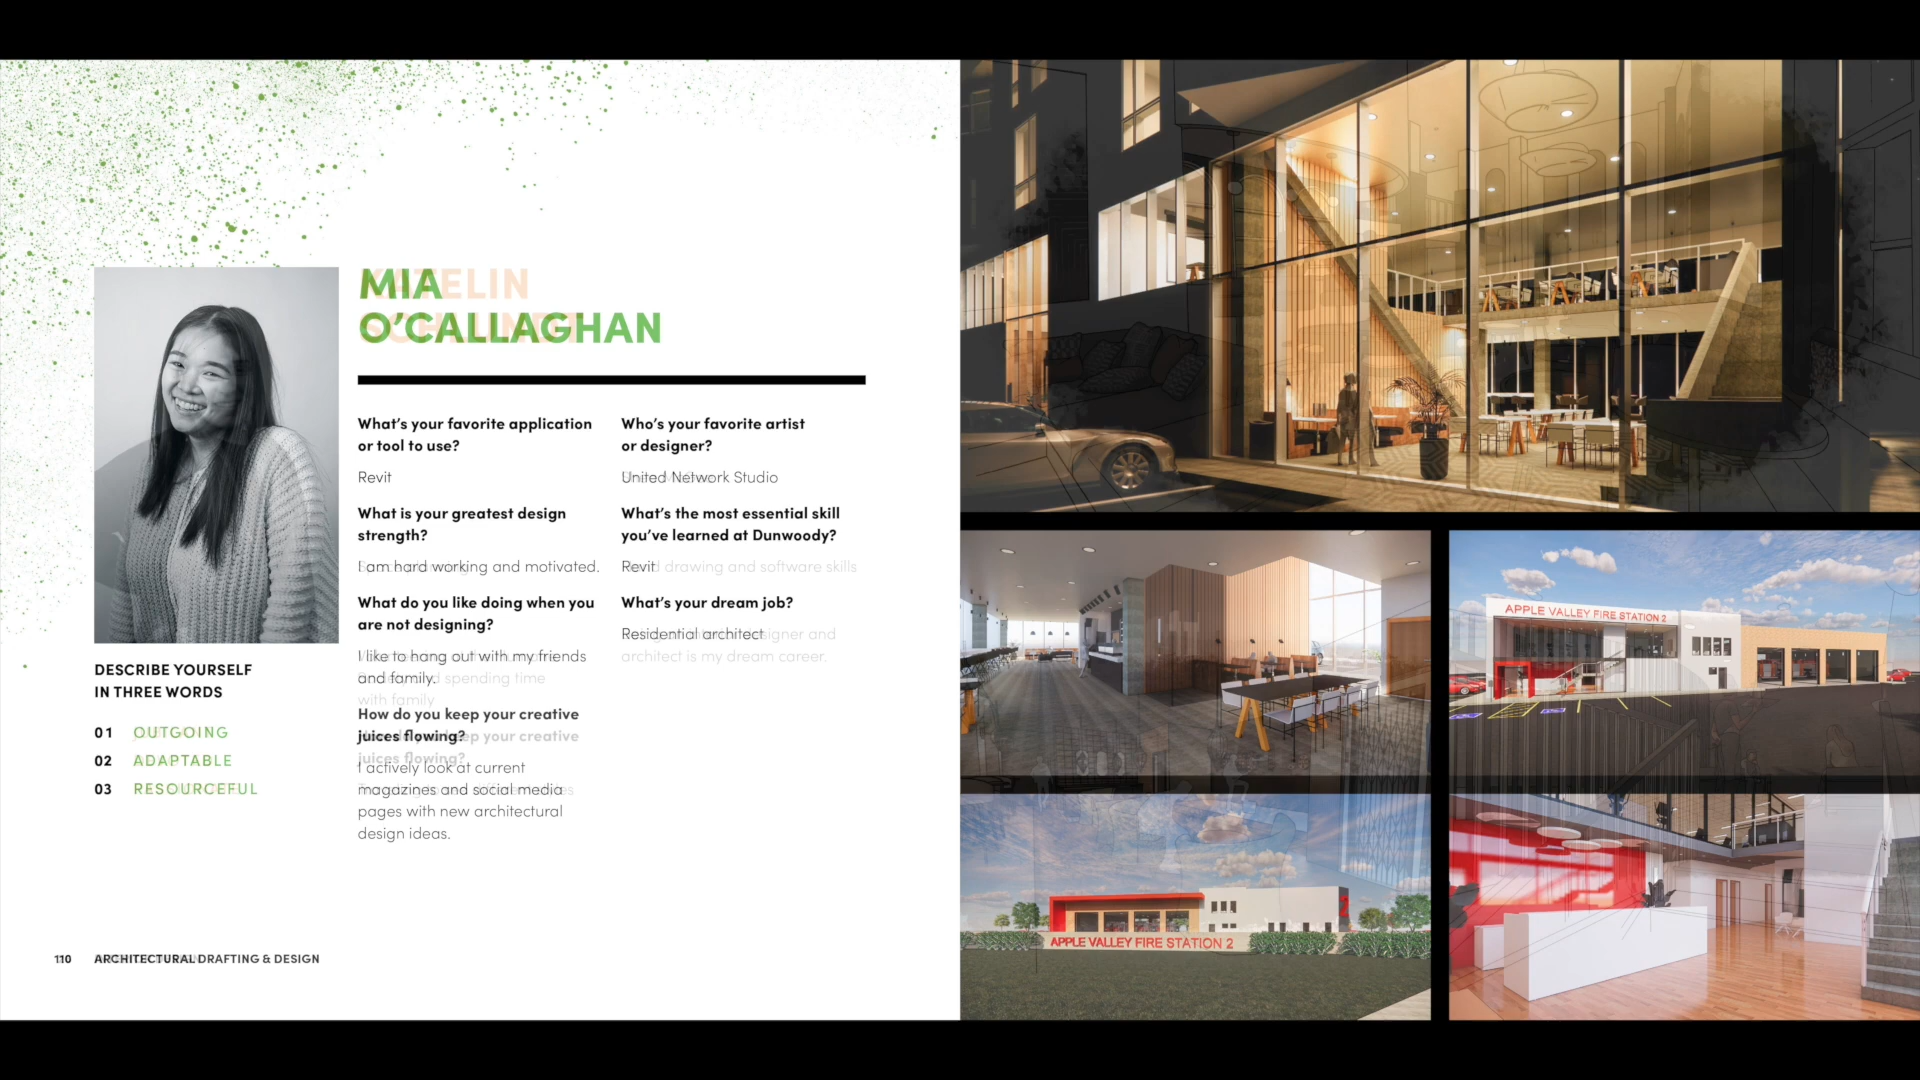 MIA
O'CALLAGHAN
What's your favorite application
or tool to use?
Revit
What is your greatest design
strength?
I am hard working and motivated.
What do you like doing when you
are not designing?
I like to hang out with my friends
and family.
How do you keep your creative
juices flowing?
I actively look at current
magazines and social media
pages with new architectural
design ideas.
Who's your favorite artist
or designer?
United Network Studio
What's the most essential skill
you've learned at Dunwoody?
Revit
What's your dream job?
Residential architect
DESCRIBE YOURSELF
IN THREE WORDS
01 OUTGOING
02 ADAPTABLE
03 RESOURCEFUL
110 ARCHITECTURAL DRAFTING & DESIGN
APPLE VALLEY FIRE STATION 2
APPLE VALLEY FIRE STATION 2